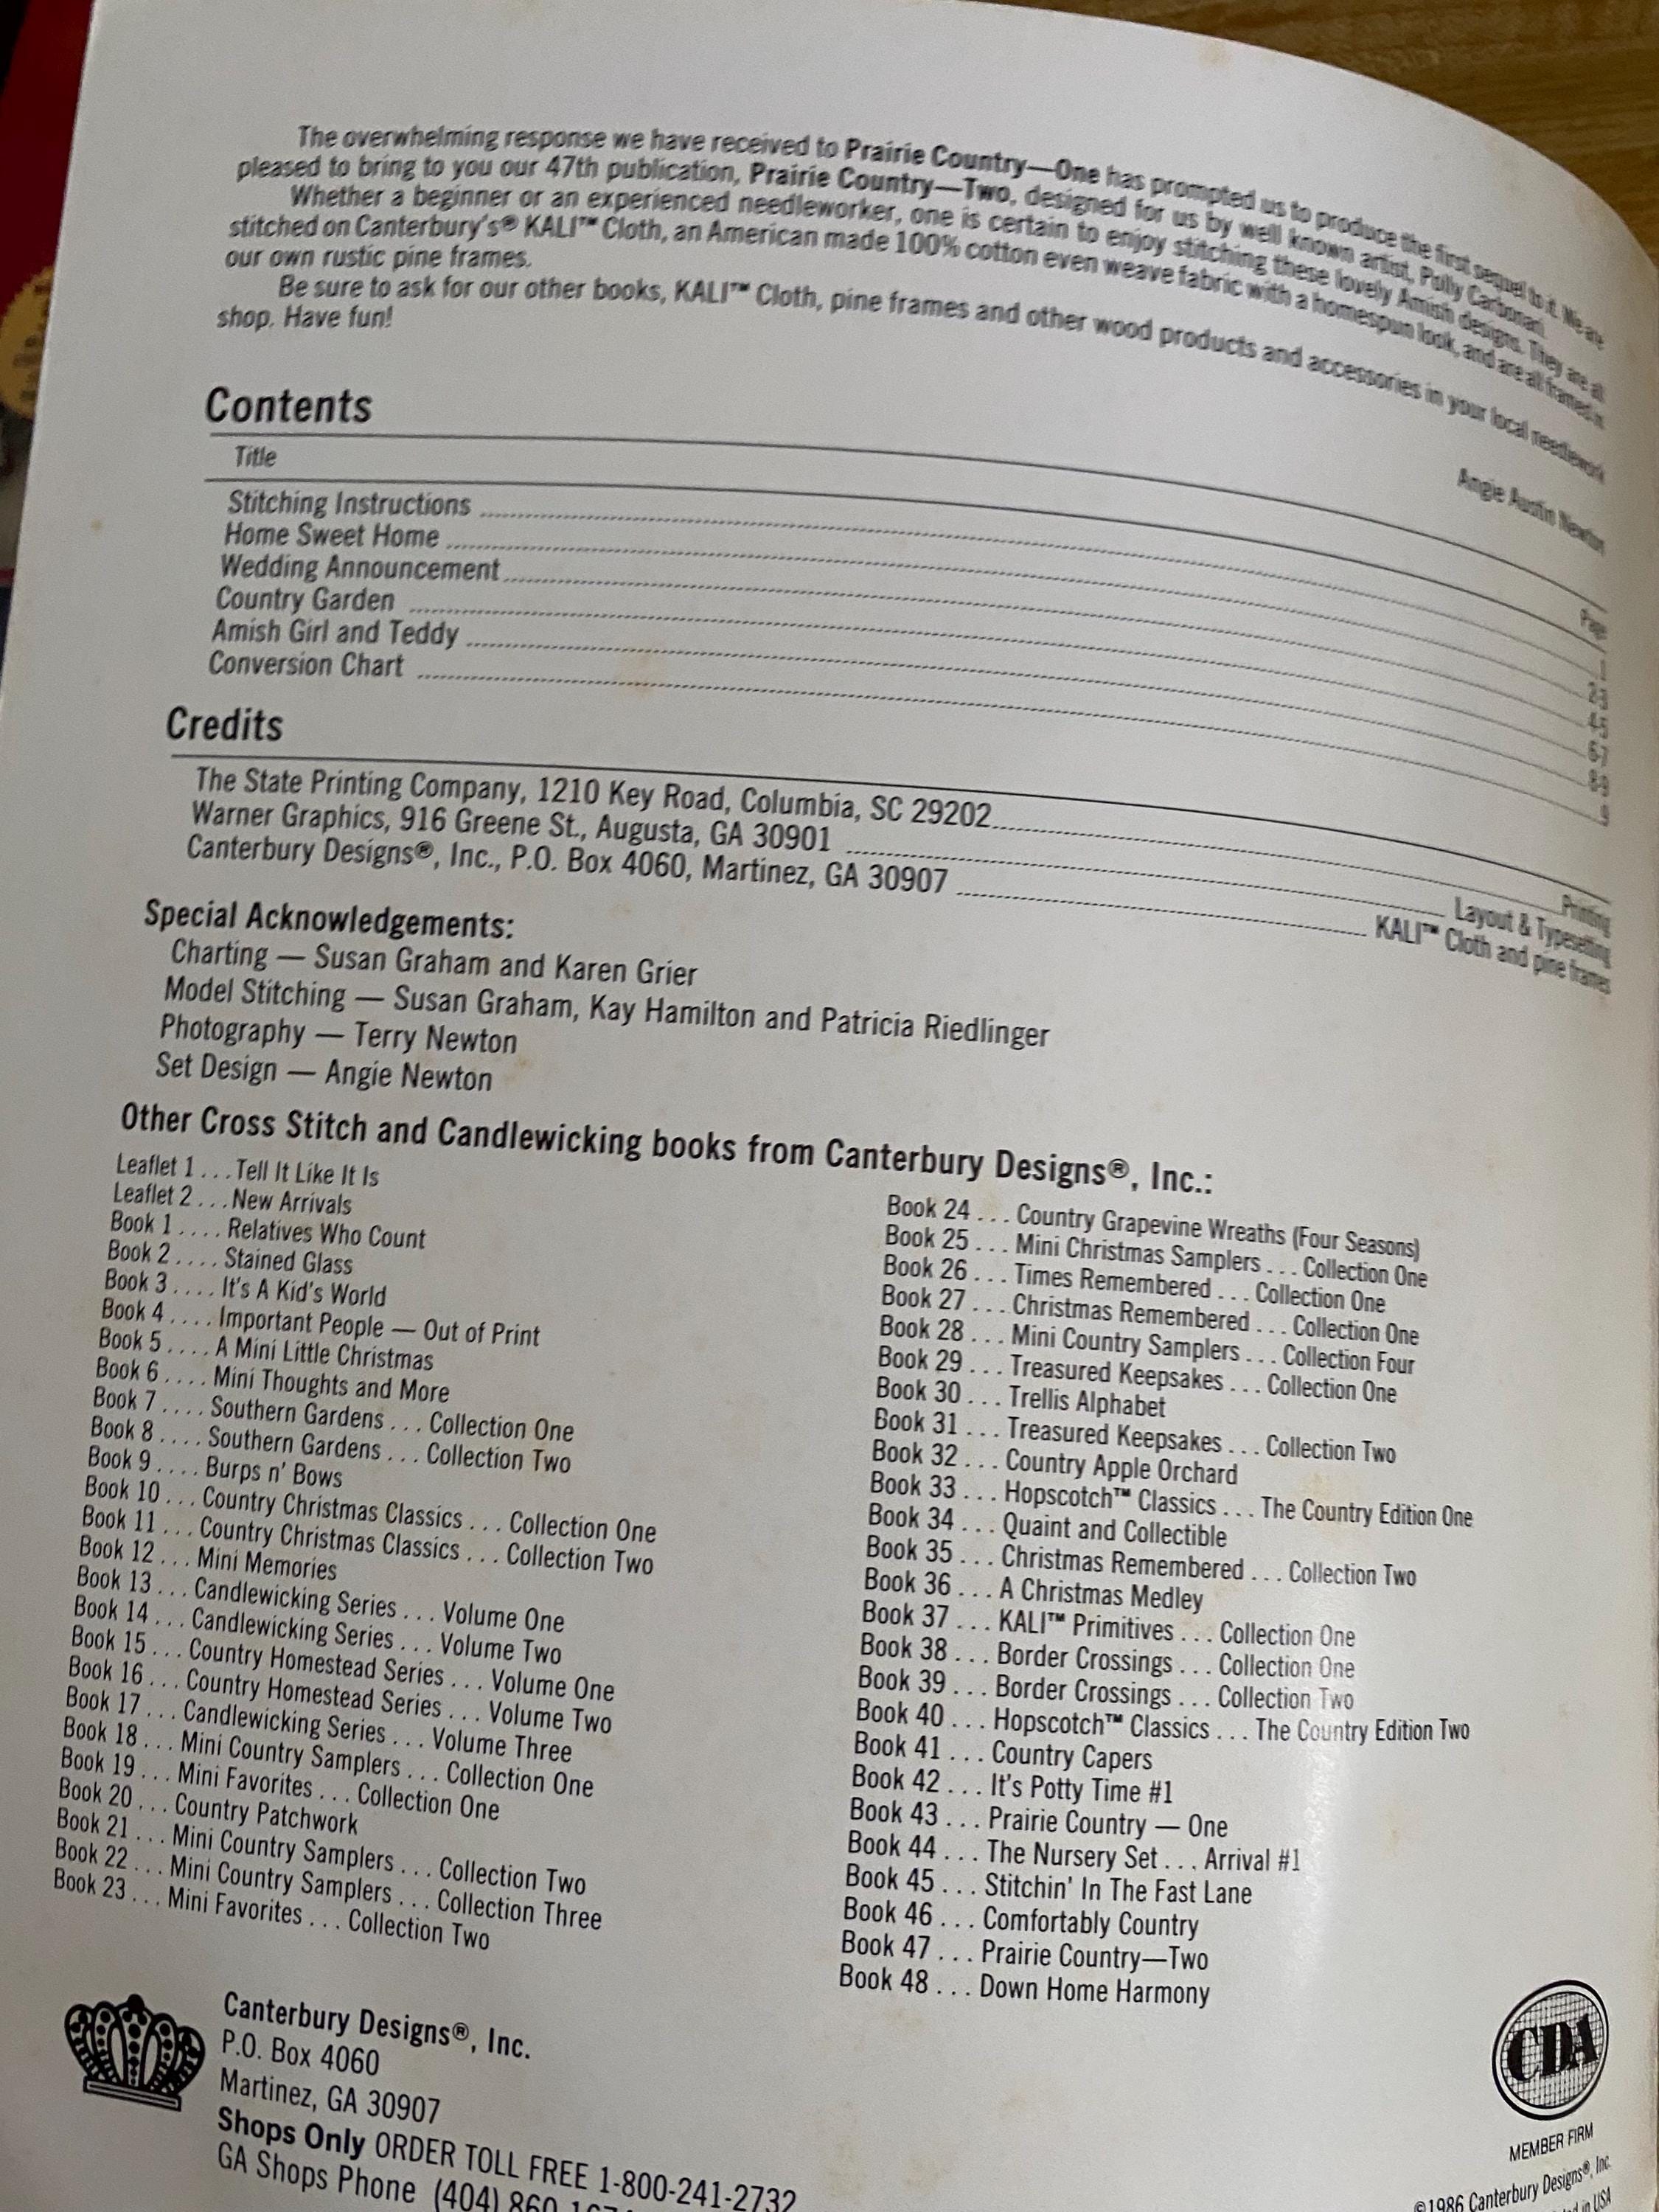 The overwhelming response we have received to Prairie Country—One has prompted us to produce the first sequel to it. We are
pleased to bring to you our 47th publication, Prairie Country—Two, designed for us by well known artist, Polly Carbonari.
Whether a beginner or an experienced needleworker, one is certain to enjoy stitching these lovely Amish designs. They are all
stitched on Canterbury's® KALI™ Cloth, an American made 100% cotton even weave fabric with a homespun look, and are all framed in
our own rustic pine frames.
Be sure to ask for our other books, KALI™ Cloth, pine frames and other wood products and accessories in your local needlework
shop. Have fun!
Angie Austin Newton
Contents
Title Page
Stitching Instructions 1
Home Sweet Home 2-3
Wedding Announcement 4-5
Country Garden 6-7
Amish Girl and Teddy 8-9
Conversion Chart 9
Credits
The State Printing Company, 1210 Key Road, Columbia, SC 29202 Printing
Warner Graphics, 916 Greene St., Augusta, GA 30901 Layout & Typesetting
Canterbury Designs®, Inc., P.O. Box 4060, Martinez, GA 30907 KALI™ Cloth and pine frames
Special Acknowledgements:
Charting — Susan Graham and Karen Grier
Model Stitching — Susan Graham, Kay Hamilton and Patricia Riedlinger
Photography — Terry Newton
Set Design — Angie Newton
Other Cross Stitch and Candlewicking books from Canterbury Designs®, Inc.:
Leaflet 1 . . . Tell It Like It Is
Leaflet 2 . . . New Arrivals
Book 1 . . . . Relatives Who Count
Book 2 . . . . Stained Glass
Book 3 . . . . It's A Kid's World
Book 4 . . . . Important People — Out of Print
Book 5 . . . . A Mini Little Christmas
Book 6 . . . . Mini Thoughts and More
Book 7 . . . . Southern Gardens . . . Collection One
Book 8 . . . . Southern Gardens . . . Collection Two
Book 9 . . . . Burps n' Bows
Book 10 . . . Country Christmas Classics . . . Collection One
Book 11 . . . Country Christmas Classics . . . Collection Two
Book 12 . . . Mini Memories
Book 13 . . . Candlewicking Series . . . Volume One
Book 14 . . . Candlewicking Series . . . Volume Two
Book 15 . . . Country Homestead Series . . . Volume One
Book 16 . . . Country Homestead Series . . . Volume Two
Book 17 . . . Candlewicking Series . . . Volume Three
Book 18 . . . Mini Country Samplers . . . Collection One
Book 19 . . . Mini Favorites . . . Collection One
Book 20 . . . Country Patchwork
Book 21 . . . Mini Country Samplers . . . Collection Two
Book 22 . . . Mini Country Samplers . . . Collection Three
Book 23 . . . Mini Favorites . . . Collection Two
Book 24 . . . Country Grapevine Wreaths (Four Seasons)
Book 25 . . . Mini Christmas Samplers . . . Collection One
Book 26 . . . Times Remembered . . . Collection One
Book 27 . . . Christmas Remembered . . . Collection One
Book 28 . . . Mini Country Samplers . . . Collection Four
Book 29 . . . Treasured Keepsakes . . . Collection One
Book 30 . . . Trellis Alphabet
Book 31 . . . Treasured Keepsakes . . . Collection Two
Book 32 . . . Country Apple Orchard
Book 33 . . . Hopscotch™ Classics . . . The Country Edition One
Book 34 . . . Quaint and Collectible
Book 35 . . . Christmas Remembered . . . Collection Two
Book 36 . . . A Christmas Medley
Book 37 . . . KALI™ Primitives . . . Collection One
Book 38 . . . Border Crossings . . . Collection One
Book 39 . . . Border Crossings . . . Collection Two
Book 40 . . . Hopscotch™ Classics . . . The Country Edition Two
Book 41 . . . Country Capers
Book 42 . . . It's Potty Time #1
Book 43 . . . Prairie Country — One
Book 44 . . . The Nursery Set . . . Arrival #1
Book 45 . . . Stitchin' In The Fast Lane
Book 46 . . . Comfortably Country
Book 47 . . . Prairie Country—Two
Book 48 . . . Down Home Harmony
Canterbury Designs®, Inc.
P.O. Box 4060
Martinez, GA 30907
Shops Only ORDER TOLL FREE 1-800-241-2732
GA Shops Phone (404)
CDA
MEMBER FIRM
©1986 Canterbury Designs®, Inc.
in USA